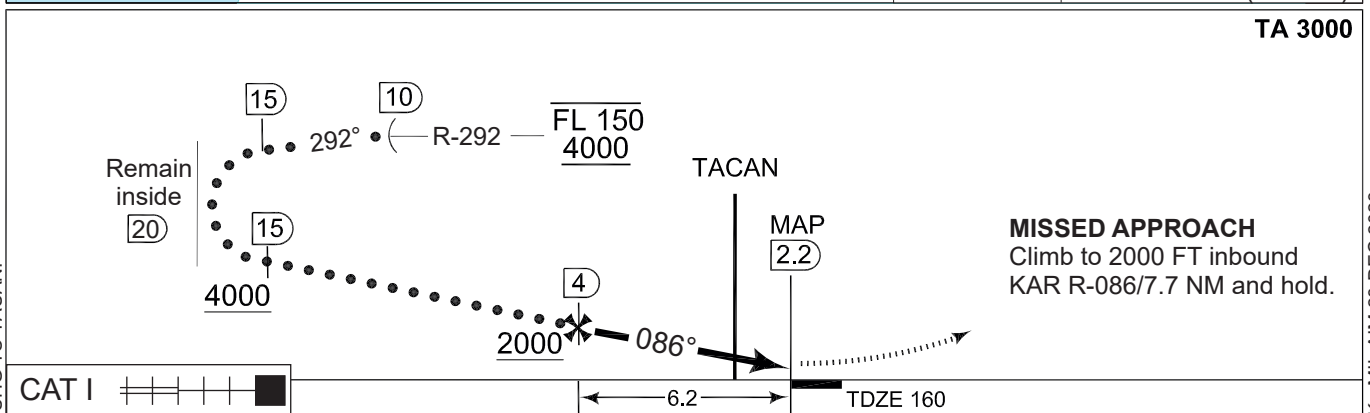 TA 3000
15
10
292°
R-292
FL 150
4000
Remain
inside
20
TACAN
15
MAP
2.2
MISSED APPROACH
Climb to 2000 FT inbound
KAR R-086/7.7 NM and hold.
4000
4
2000
086°
CAT I
6.2
TDZE 160